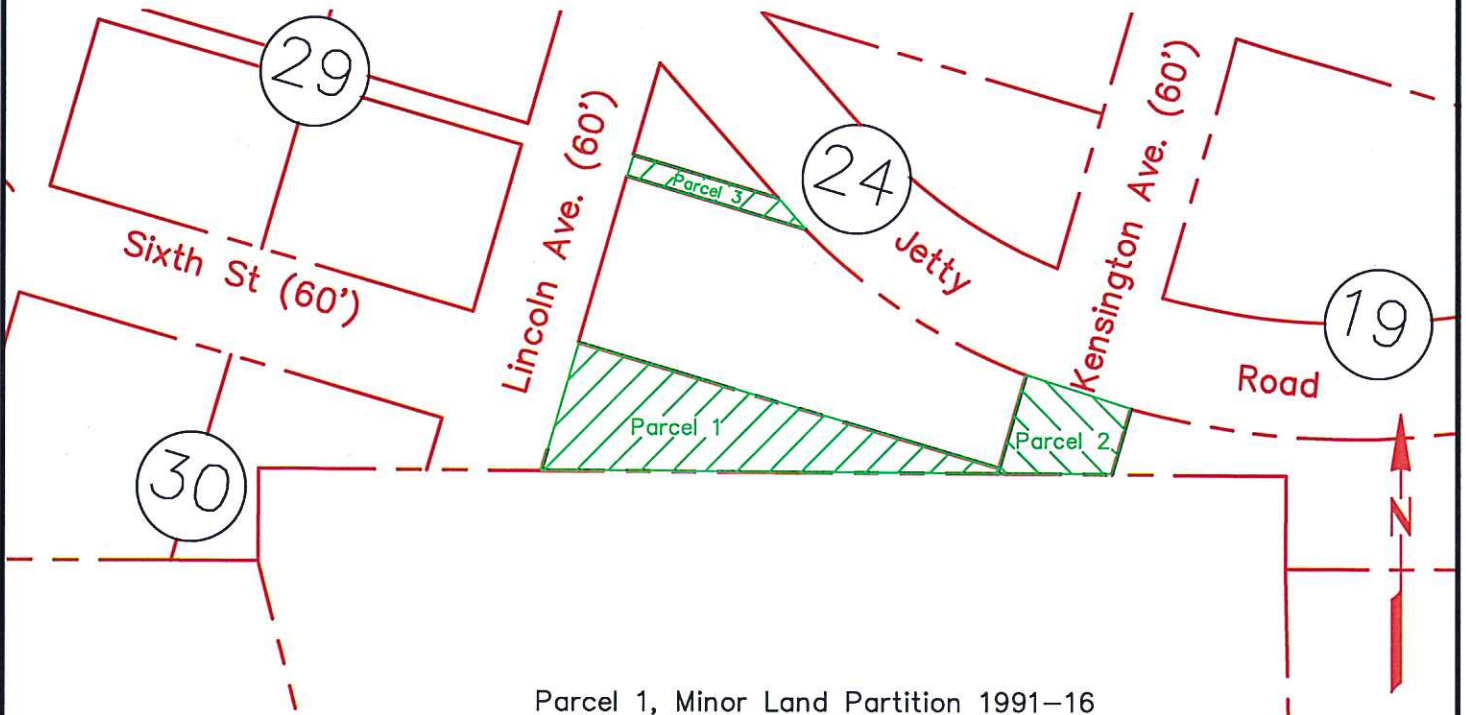 29
24
Kensington Ave. (60')
Lincoln Ave. (60')
Parcel 3
Jetty
Sixth St (60')
19
Road
Parcel 1
Parcel 2
30
N
Parcel 1, Minor Land Partition 1991-16